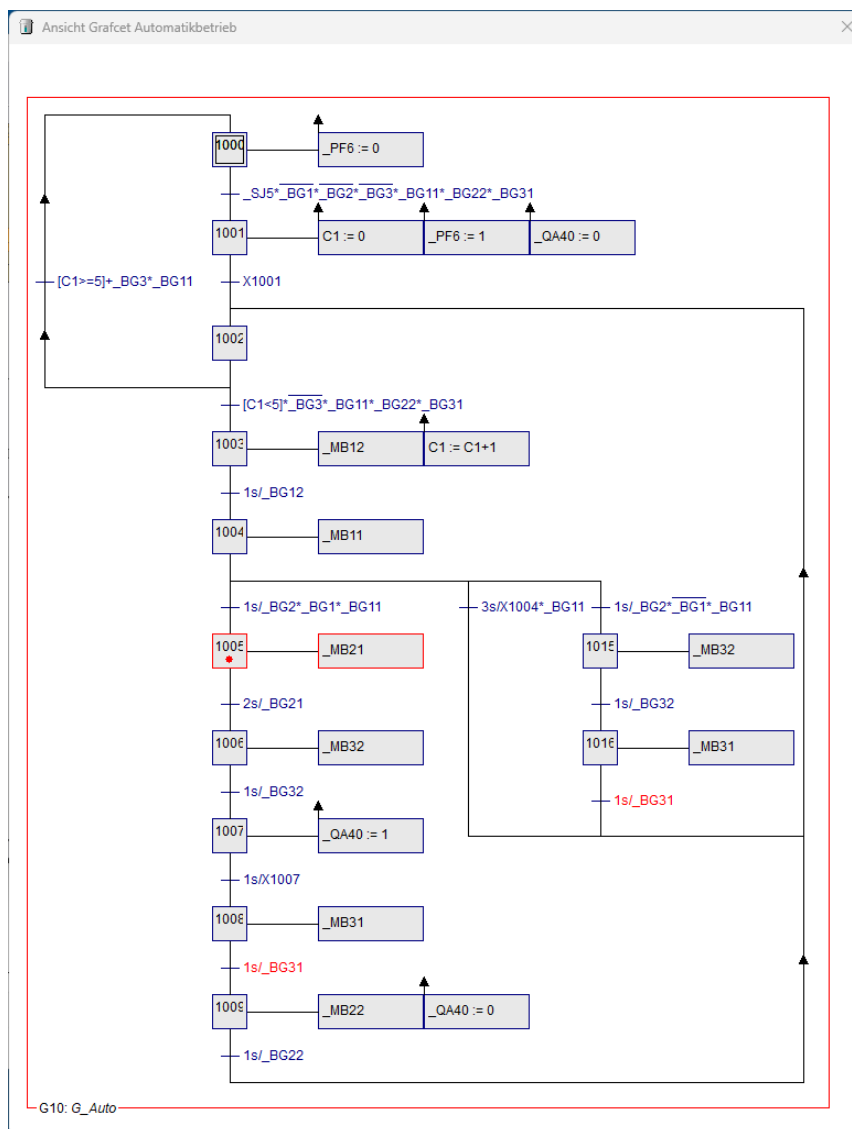 Ansicht Grafcet Automatikbetrieb
1000
_PF6 := 0
_SJ5*_BG1*_BG2*_BG3*_BG11*_BG22*_BG31
1001
C1 := 0
_PF6 := 1
_QA40 := 0
[C1>=5]+_BG3*_BG11
X1001
1002
[C1<5]*_BG3*_BG11*_BG22*_BG31
1003
_MB12
C1 := C1+1
1s/_BG12
1004
_MB11
1s/_BG2*_BG1*_BG11
3s/X1004*_BG11
1s/_BG2*_BG1*_BG11
1005
_MB21
1015
_MB32
2s/_BG21
1s/_BG32
1006
_MB32
1016
_MB31
1s/_BG32
1s/_BG31
1007
_QA40 := 1
1s/X1007
1008
_MB31
1s/_BG31
1009
_MB22
_QA40 := 0
1s/_BG22
G10: G_Auto